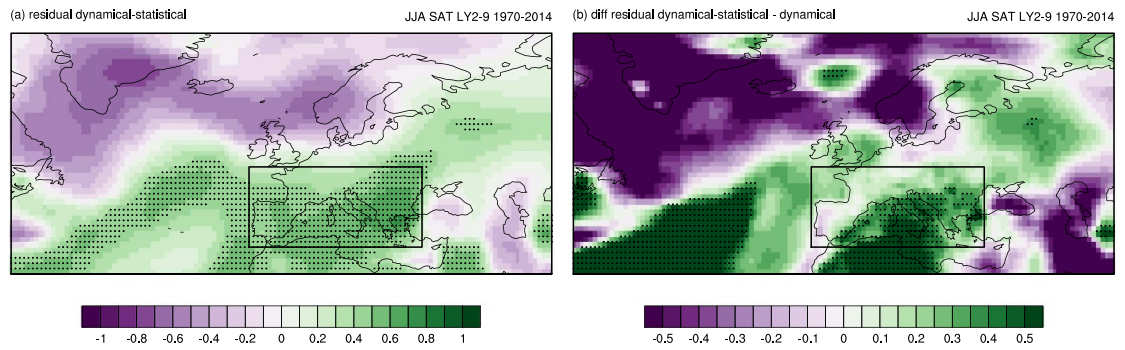 (a) residual dynamical-statistical JJA SAT LY2-9 1970-2014
(b) diff residual dynamical-statistical - dynamical JJA SAT LY2-9 1970-2014
-1 -0.8 -0.6 -0.4 -0.2 0 0.2 0.4 0.6 0.8 1
-0.5 -0.4 -0.3 -0.2 -0.1 0 0.1 0.2 0.3 0.4 0.5